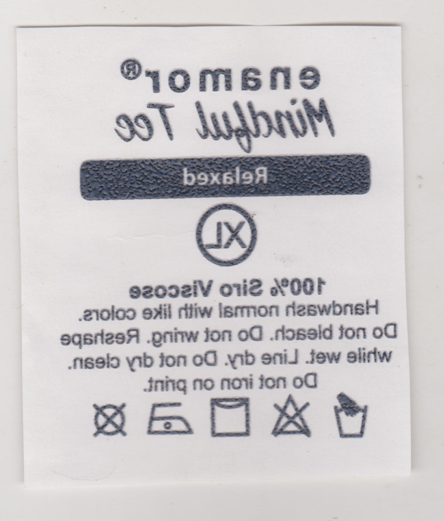 enamor®
Mindful Tee
Relaxed
XL
100% Siro Viscose
Handwash normal with like colors.
Do not bleach. Do not wring. Reshape
while wet. Line dry. Do not dry clean.
Do not iron on print.